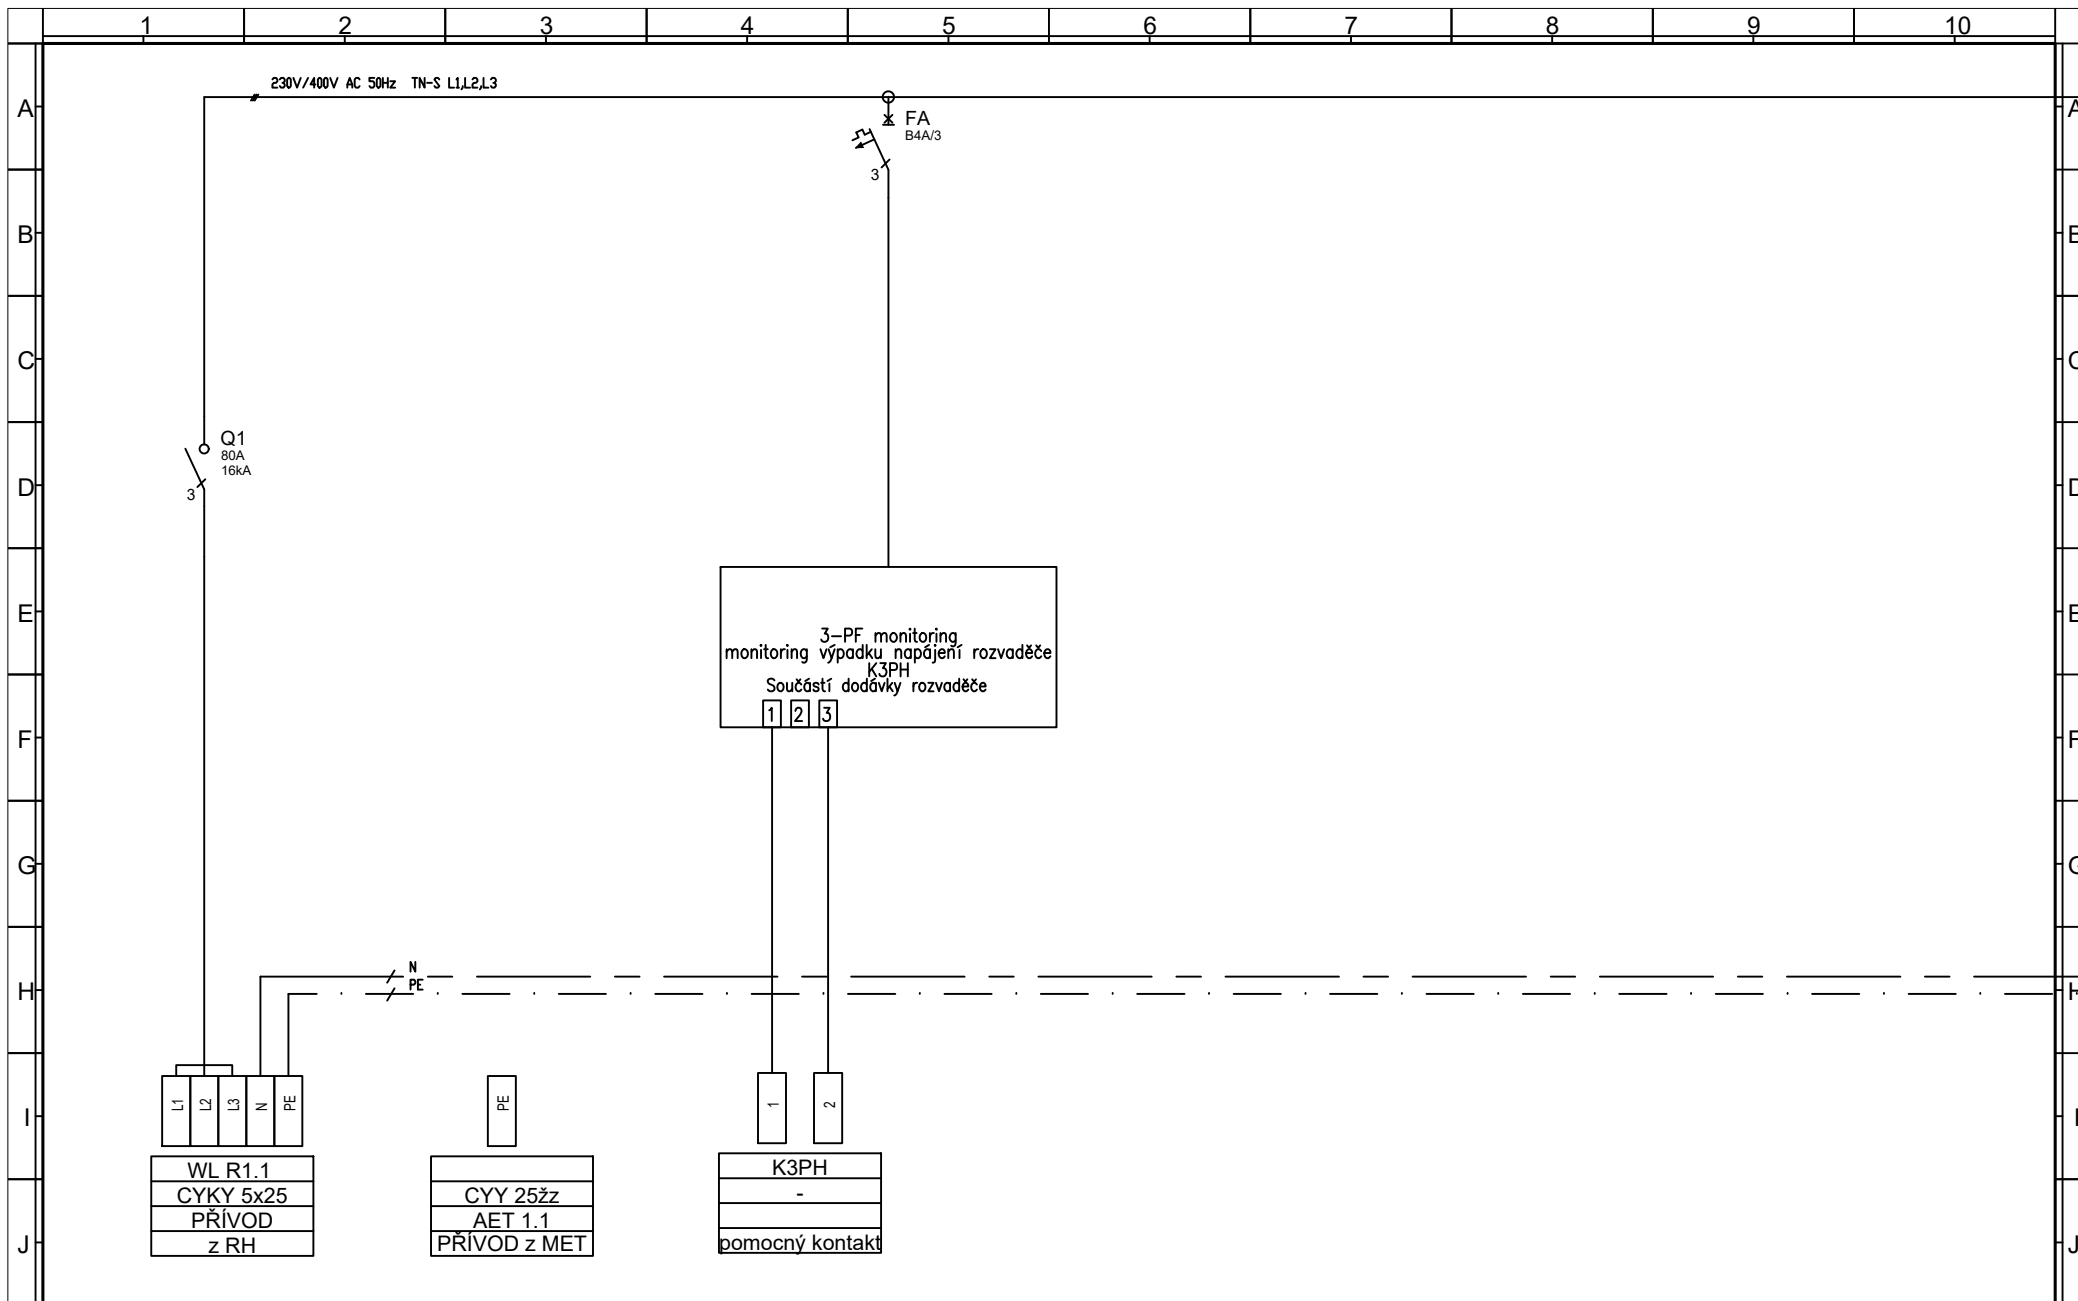 1 2 3 4 5 6 7 8 9 10
230V/400V AC 50Hz TN-S L1,L2,L3
A A
FA
B4A/3
3
B B
C C
Q1
80A
16kA
D D
3
E E
3-PF monitoring
monitoring výpadku napájení rozvaděče
K3PH
Součástí dodávky rozvaděče
1 2 3
F F
G G
N
PE
H H
L1 L2 L3 N PE
PE
1 2
I I
WL R1.1
CYKY 5x25
PŘÍVOD
z RH
CYY 25žz
AET 1.1
PŘÍVOD z MET
K3PH
-
pomocný kontakt
J J